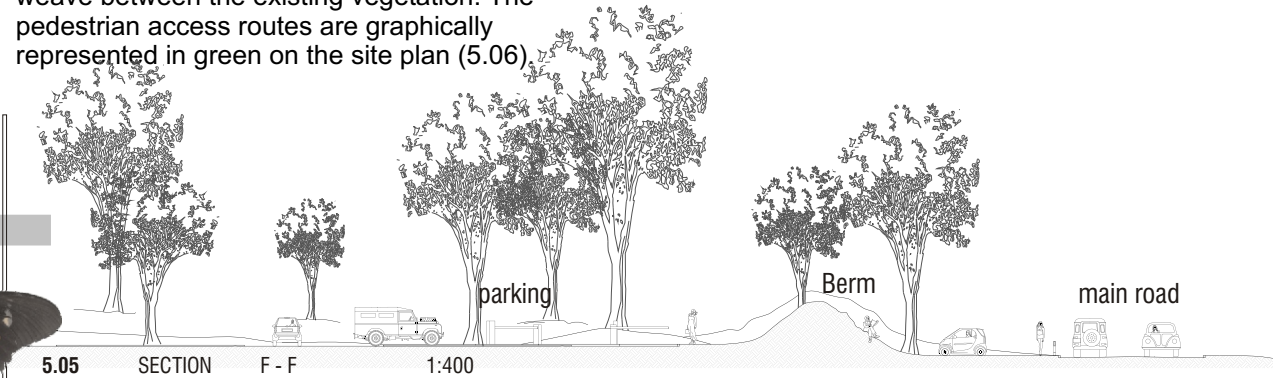 weave between the existing vegetation. The
pedestrian access routes are graphically
represented in green on the site plan (5.06).
parking
Berm
main road
5.05 SECTION F - F 1:400